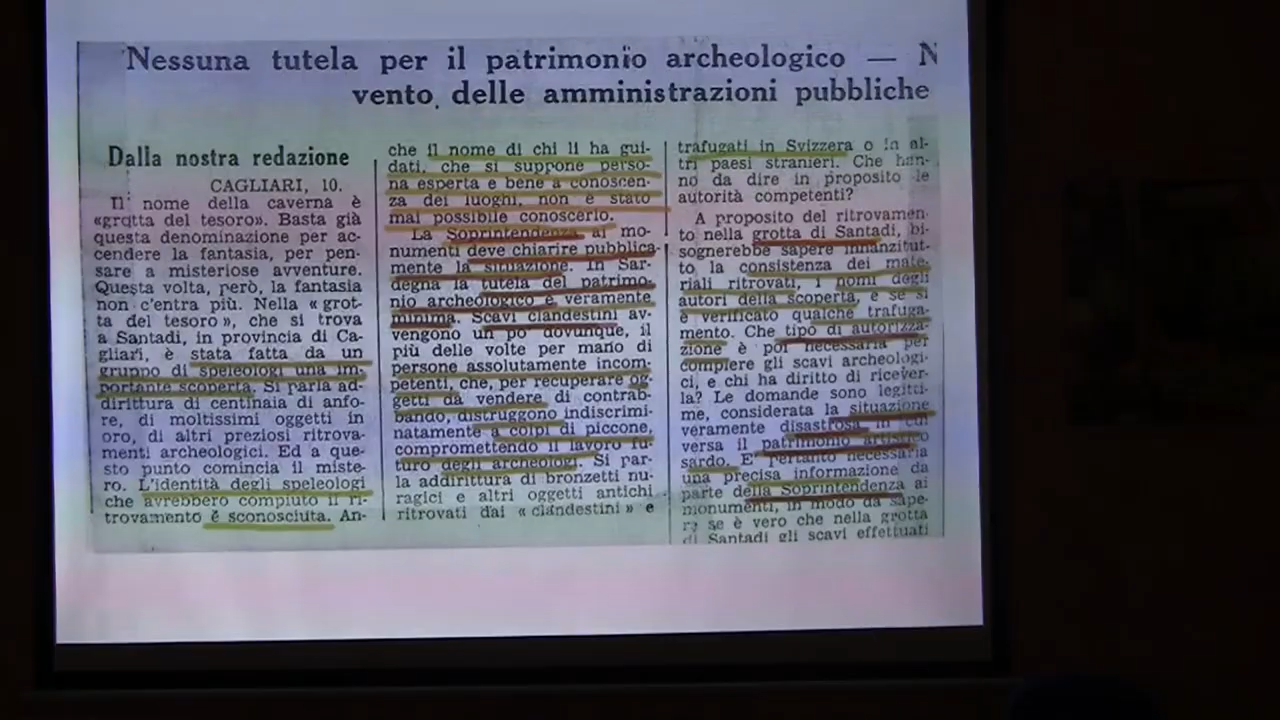 Nessuna tutela per il patrimonio archeologico — N
vento delle amministrazioni pubbliche
Dalla nostra redazione
CAGLIARI, 10.
Il nome della caverna è
«grotta del tesoro». Basta già
questa denominazione per ac-
cendere la fantasia, per pen-
sare a misteriose avventure.
Questa volta, però, la fantasia
non c'entra più. Nella «grot-
ta del tesoro», che si trova
a Santadi, in provincia di Ca-
gliari, è stata fatta da un
gruppo di speleologi una im-
portante scoperta. Si parla ad-
dirittura di centinaia di anfo-
re, di moltissimi oggetti in
oro, di altri preziosi ritrova-
menti archeologici. Ed a que-
sto punto comincia il miste-
ro. L'identità degli speleologi
che avrebbero compiuto il ri-
trovamento è sconosciuta. An-
che il nome di chi li ha gui-
dati, che si suppone perso-
na esperta e bene a conoscen-
za dei luoghi, non è stato
mai possibile conoscerlo.
La Soprintendenza ai mo-
numenti deve chiarire pubblica-
mente la situazione. In Sar-
degna la tutela del patrimo-
nio archeologico è veramente
minima. Scavi clandestini av-
vengono un po' dovunque, il
più delle volte per mano di
persone assolutamente incom-
petenti, che, per recuperare og-
getti da vendere di contrab-
bando, distruggono indiscrimi-
natamente a colpi di piccone,
compromettendo il lavoro fu-
turo degli archeologi. Si par-
la addirittura di bronzetti nu-
ragici e altri oggetti antichi
ritrovati dai «clandestini» e
trafugati in Svizzera o in al-
tri paesi stranieri. Che han-
no da dire in proposito le
autorità competenti?
A proposito del ritrovamen-
to nella grotta di Santadi, bi-
sognerebbe sapere innanzitut-
to la consistenza dei mate-
riali ritrovati, i nomi degli
autori della scoperta, e se si
è verificato qualche trafuga-
mento. Che tipo di autorizza-
zione è poi necessaria per
compiere gli scavi archeologi-
ci, e chi ha diritto di ricever-
la? Le domande sono legitti-
me, considerata la situazione
veramente disastrosa in cui
versa il patrimonio artistico
sardo. E' pertanto necessaria
una precisa informazione da
parte della Soprintendenza ai
monumenti, in modo da sape-
re se è vero che nella grotta
di Santadi gli scavi effettuati